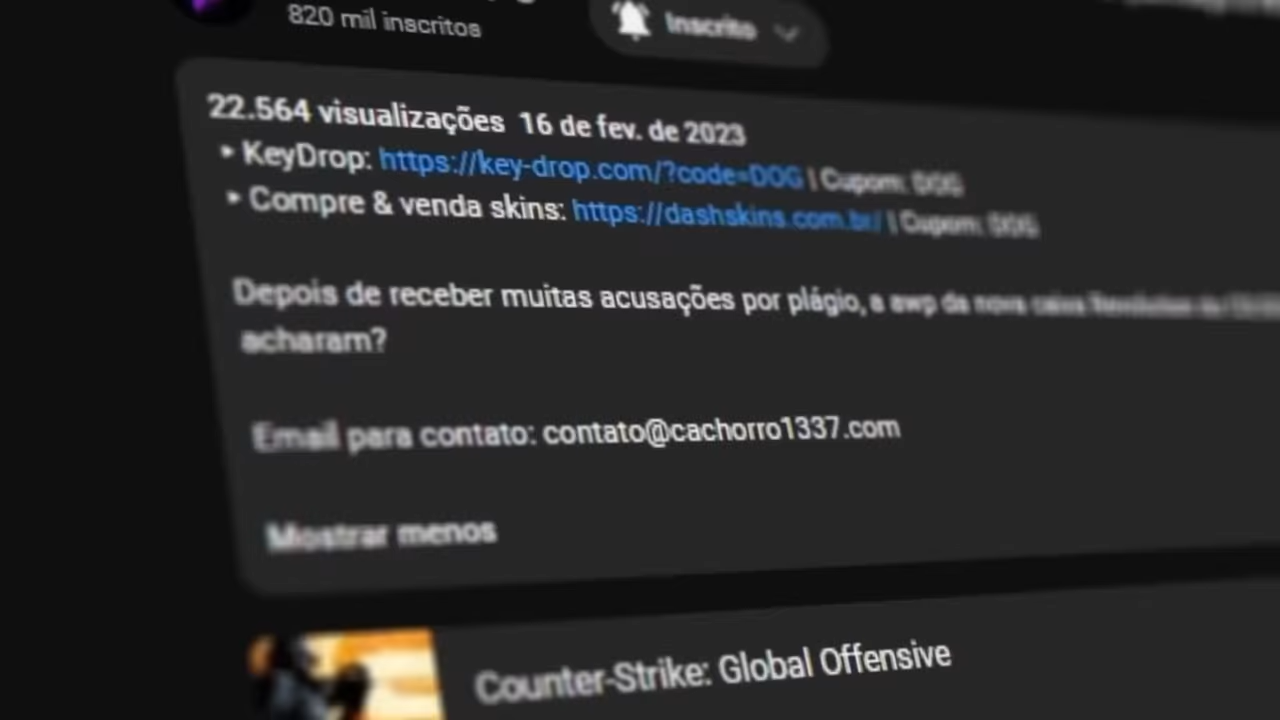 820 mil inscritos
Inscrito
22.564 visualizações 16 de fev. de 2023
▸ KeyDrop: https://key-drop.com/?code=DOG | Cupom: DOG
▸ Compre & venda skins: https://dashskins.com.br/ | Cupom: DOG
Depois de receber muitas acusações por plágio, a awp da nova caixa Revolution do
acharam?
Email para contato: contato@cachorro1337.com
Mostrar menos
Counter-Strike: Global Offensive